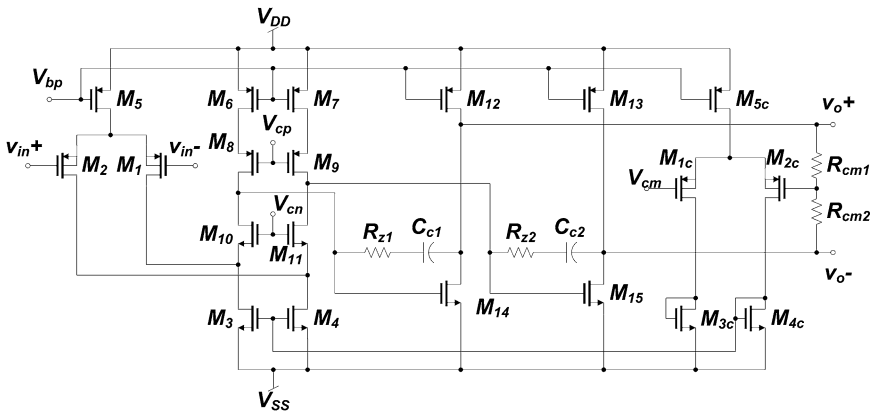 V_DD
V_bp
M_5
M_6
M_7
M_12
M_13
M_5c
v_o+
V_cp
v_in+
M_2
M_1
v_in-
M_8
M_9
M_1c
M_2c
R_cm1
V_cm
R_cm2
V_cn
M_10
M_11
R_z1
C_c1
R_z2
C_c2
v_o-
M_14
M_15
M_3
M_4
M_3c
M_4c
V_SS